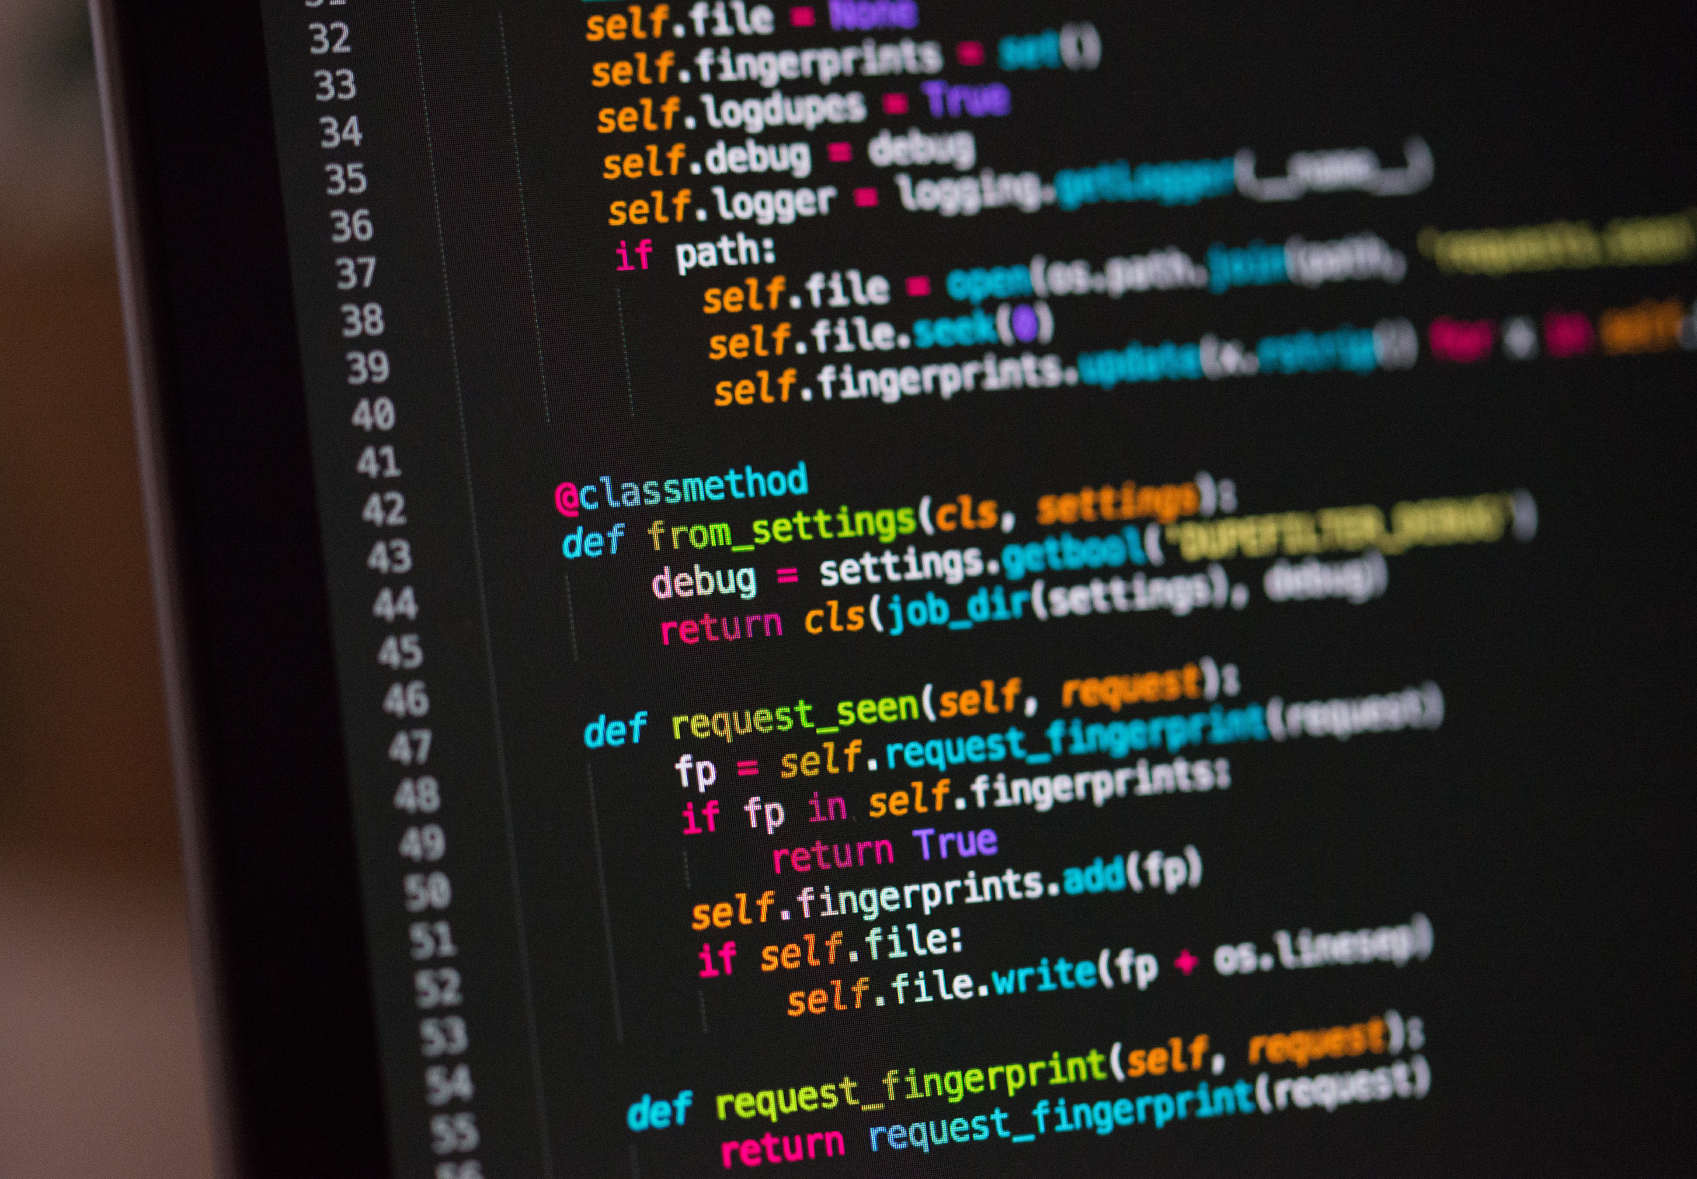 32 self.file = None
33 self.fingerprints = set()
34 self.logdupes = True
35 self.debug = debug
36 self.logger = logging.getLogger(__name__)
37 if path:
38 self.file = open(os.path.join(path, 'requests.seen'
39 self.file.seek(0)
40 self.fingerprints.update(x.rstrip() for x in self.
41
42 @classmethod
43 def from_settings(cls, settings):
44 debug = settings.getbool('DUPEFILTER_DEBUG')
45 return cls(job_dir(settings), debug)
46
47 def request_seen(self, request):
48 fp = self.request_fingerprint(request)
49 if fp in self.fingerprints:
50 return True
51 self.fingerprints.add(fp)
52 if self.file:
53 self.file.write(fp + os.linesep)
54
55 def request_fingerprint(self, request):
56 return request_fingerprint(request)